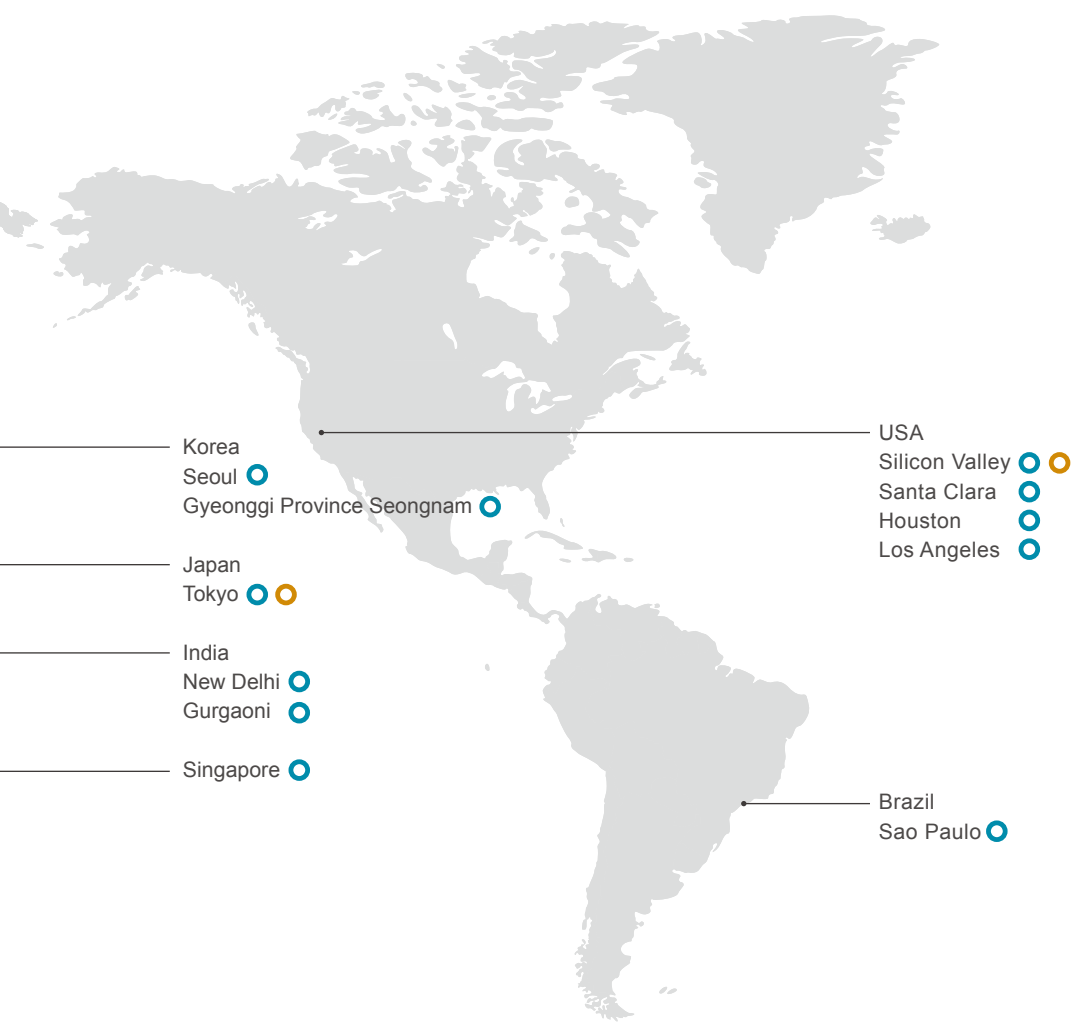 Korea
Seoul
Gyeonggi Province Seongnam
Japan
Tokyo
India
New Delhi
Gurgaoni
Singapore
USA
Silicon Valley
Santa Clara
Houston
Los Angeles
Brazil
Sao Paulo